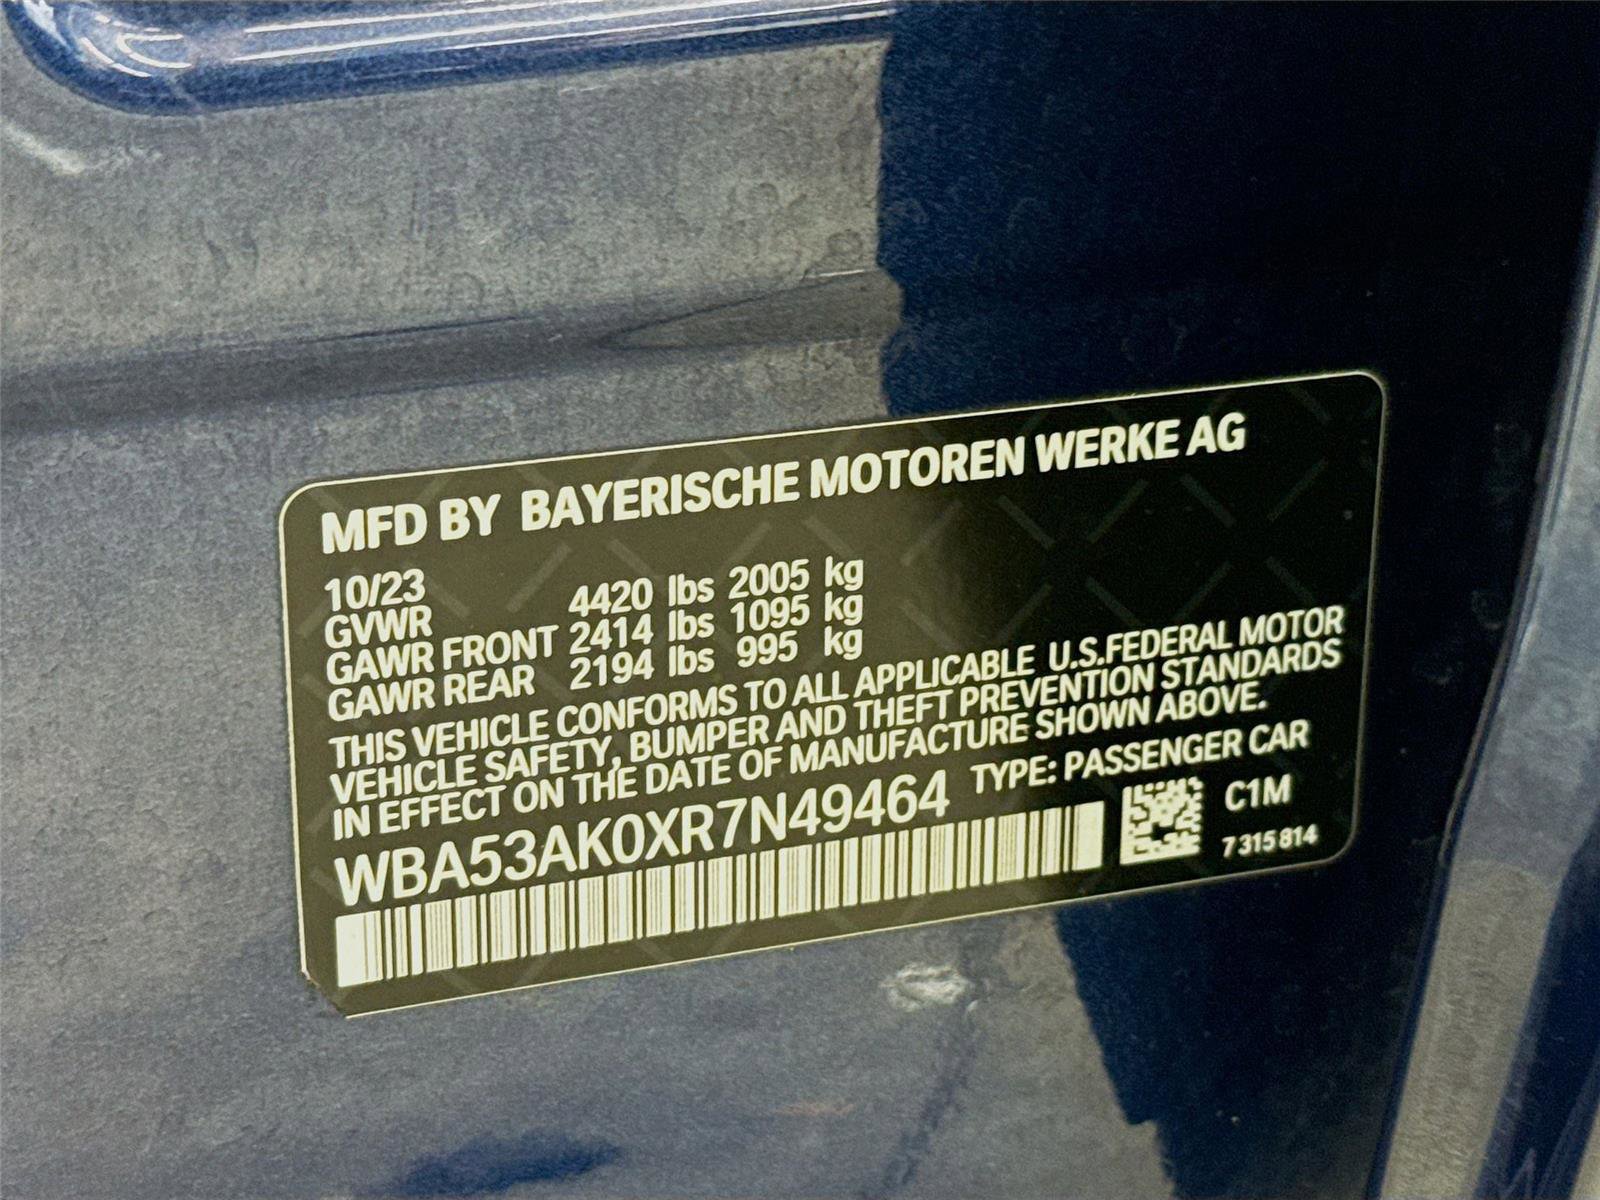 MFD BY BAYERISCHE MOTOREN WERKE AG
10/23
GVWR 4420 lbs 2005 kg
GAWR FRONT 2414 lbs 1095 kg
GAWR REAR 2194 lbs 995 kg
THIS VEHICLE CONFORMS TO ALL APPLICABLE U.S.FEDERAL MOTOR
VEHICLE SAFETY, BUMPER AND THEFT PREVENTION STANDARDS
IN EFFECT ON THE DATE OF MANUFACTURE SHOWN ABOVE.
WBA53AK0XR7N49464 TYPE: PASSENGER CAR
C1M
7 315 814